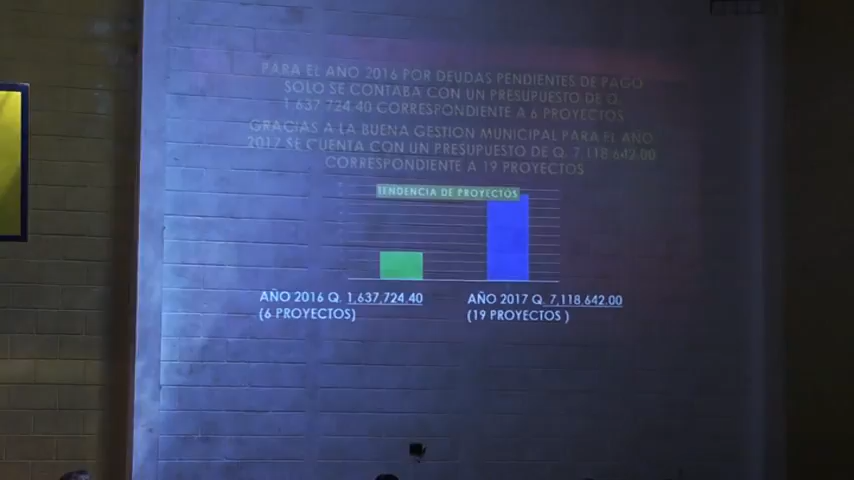 PARA EL AÑO 2016 POR DEUDAS PENDIENTES DE PAGO
SOLO SE CONTABA CON UN PRESUPUESTO DE Q.
1,637,724.40 CORRESPONDIENTE A 6 PROYECTOS
GRACIAS A LA BUENA GESTION MUNICIPAL PARA EL AÑO
2017 SE CUENTA CON UN PRESUPUESTO DE Q. 7,118,642.00
CORRESPONDIENTE A 19 PROYECTOS
TENDENCIA DE PROYECTOS
AÑO 2016 Q. 1,637,724.40
(6 PROYECTOS)
AÑO 2017 Q. 7,118,642.00
(19 PROYECTOS )